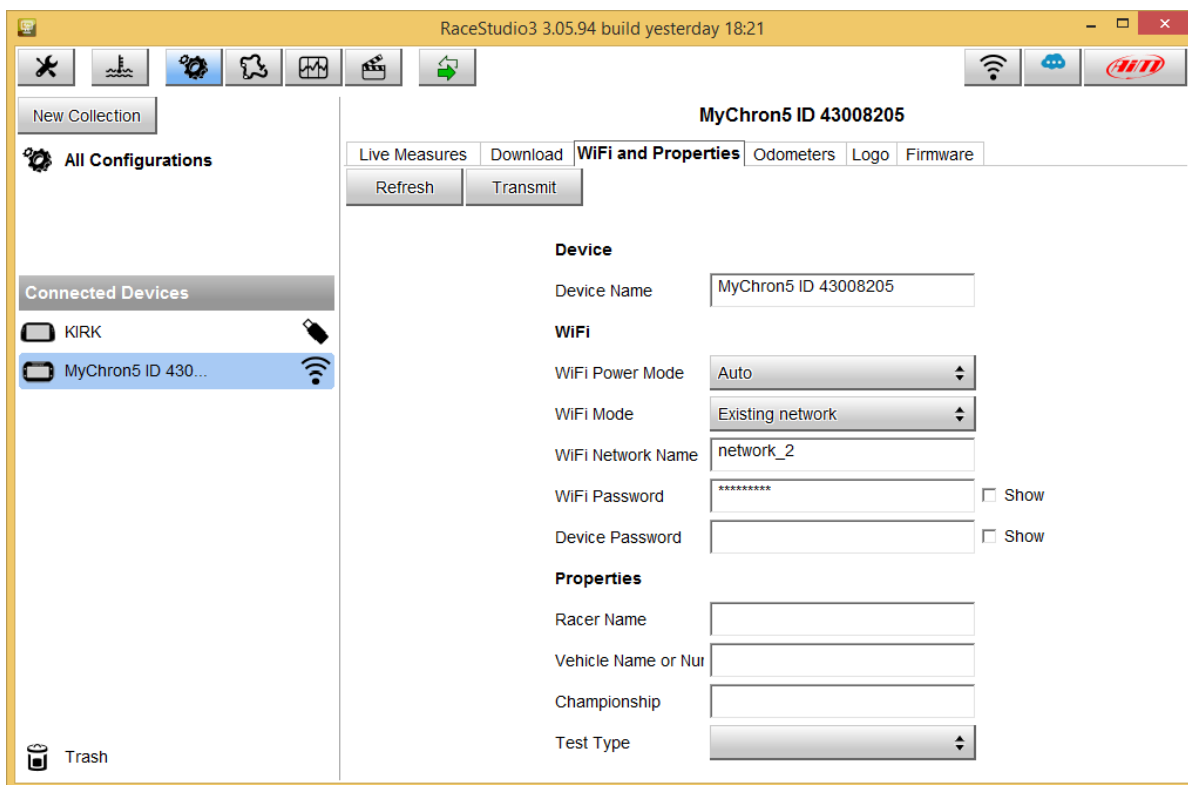 RaceStudio3 3.05.94 build yesterday 18:21
AiM
New Collection
All Configurations
Connected Devices
KIRK
MyChron5 ID 430...
Trash
MyChron5 ID 43008205
Live Measures Download WiFi and Properties Odometers Logo Firmware
Refresh Transmit
Device
Device Name MyChron5 ID 43008205
WiFi
WiFi Power Mode Auto
WiFi Mode Existing network
WiFi Network Name network_2
WiFi Password ********* Show
Device Password Show
Properties
Racer Name
Vehicle Name or Nur
Championship
Test Type